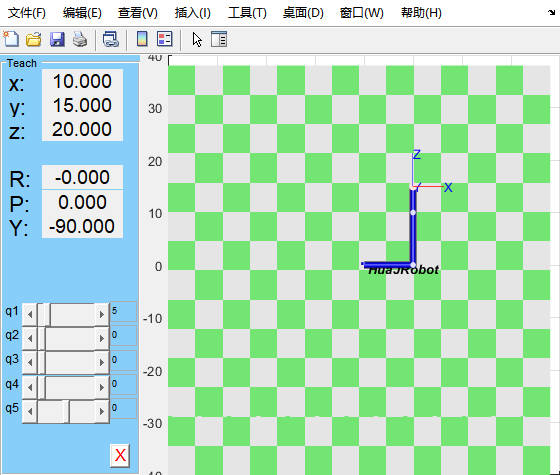 文件(F) 编辑(E) 查看(V) 插入(I) 工具(T) 桌面(D) 窗口(W) 帮助(H)
Teach
x: 10.000
y: 15.000
z: 20.000
R: -0.000
P: 0.000
Y: -90.000
q1 5
q2 0
q3 0
q4 0
q5 0
X
40
30
20
10
0
-10
-20
-30
-40
Z
Y X
HuaJRobot